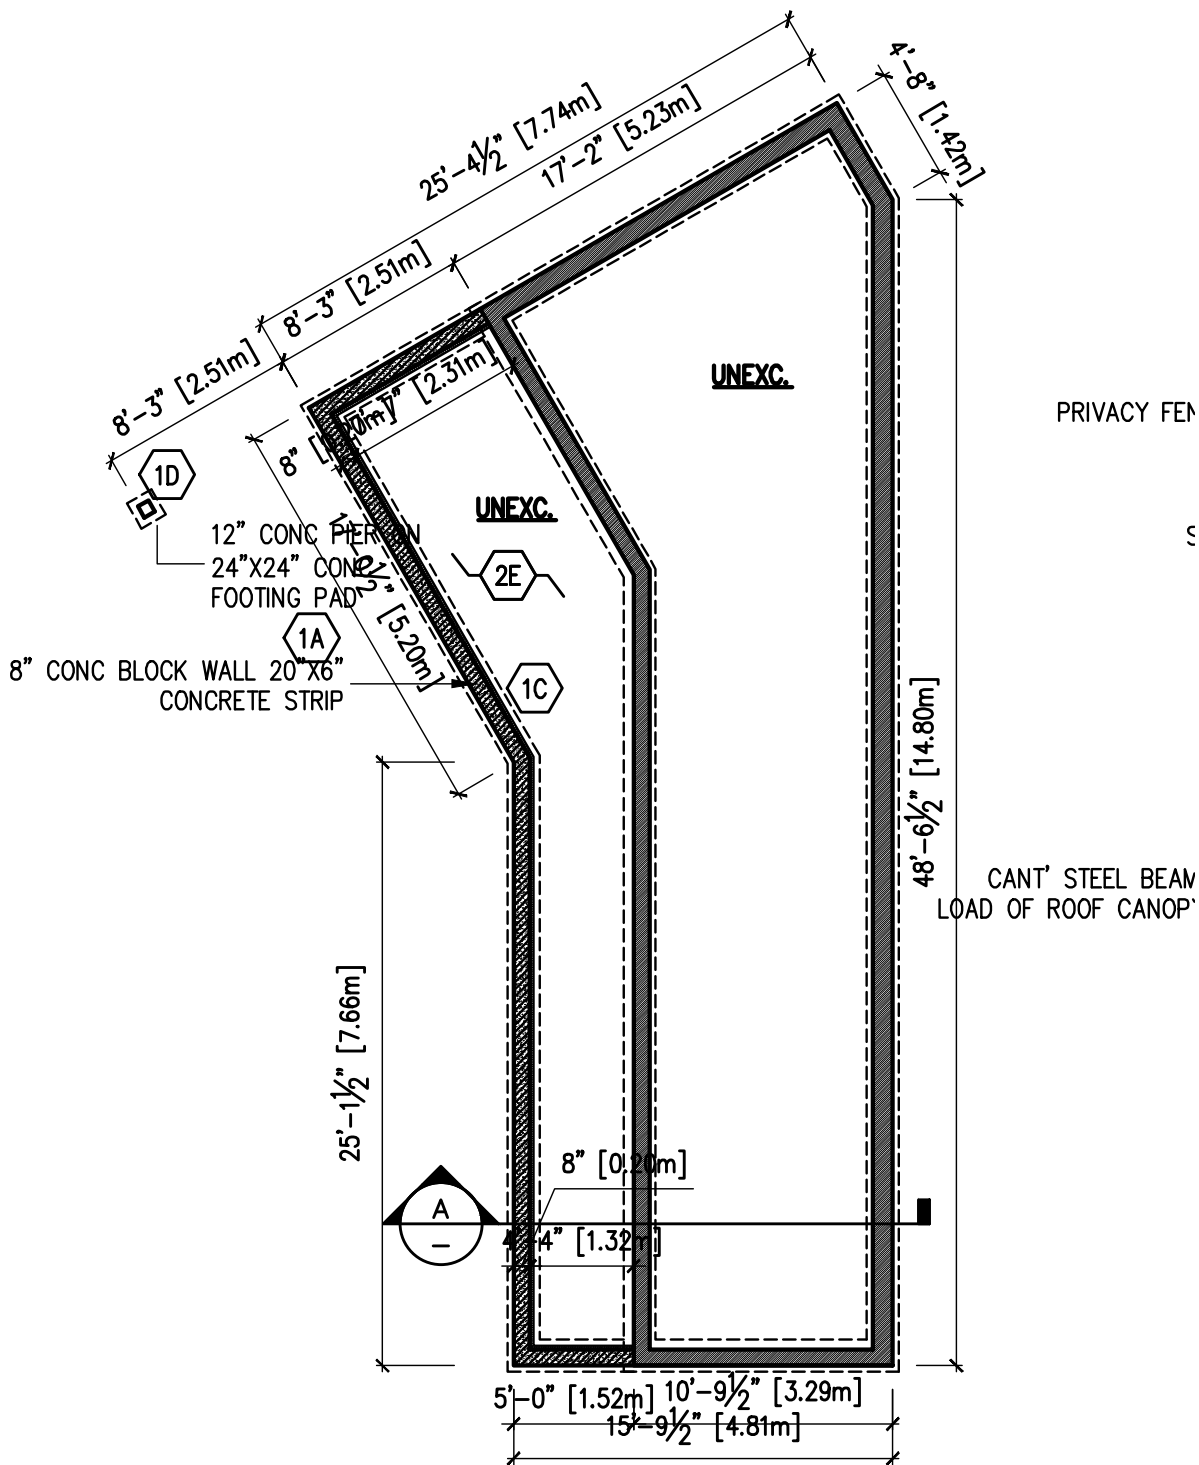 25'-4½" [7.74m]
17'-2" [5.23m]
4'-8" [1.42m]
8'-3" [2.51m]
8'-3" [2.51m]
[2.31m]
8"
UNEXC.
PRIVACY FEN
1D
UNEXC.
12" CONC PIER ON
24"X24" CONC
FOOTING PAD
2E
[5.20m]
1A
8" CONC BLOCK WALL 20"X6"
CONCRETE STRIP
1C
48'-6½" [14.80m]
CANT' STEEL BEAM
LOAD OF ROOF CANOPY
25'-1½" [7.66m]
8" [0.20m]
A
–
4'-4" [1.32m]
5'-0" [1.52m]
10'-9½" [3.29m]
15'-9½" [4.81m]